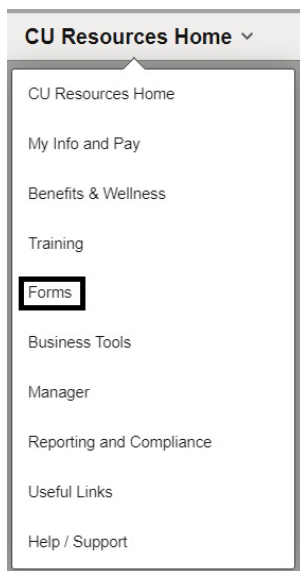 CU Resources Home
CU Resources Home
My Info and Pay
Benefits & Wellness
Training
Forms
Business Tools
Manager
Reporting and Compliance
Useful Links
Help / Support